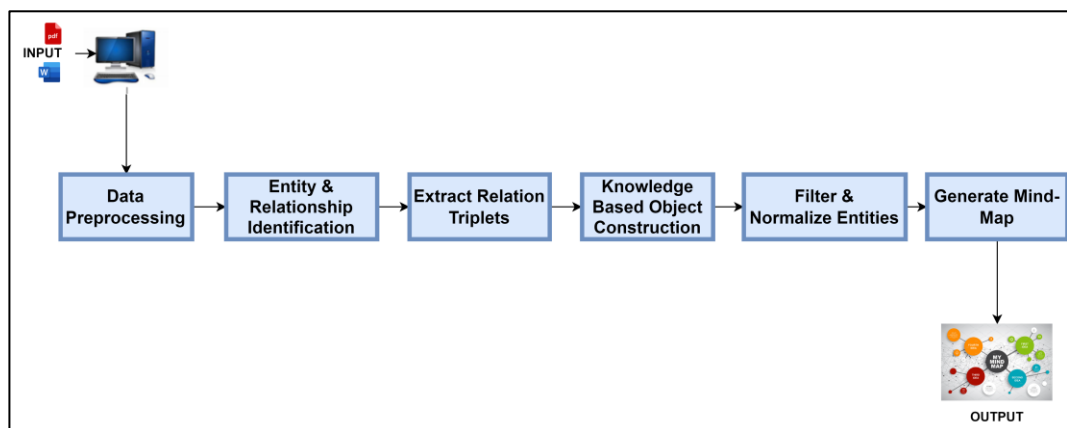 pdf
INPUT
W
Data
Preprocessing
Entity &
Relationship
Identification
Extract Relation
Triplets
Knowledge
Based Object
Construction
Filter &
Normalize Entities
Generate Mind-
Map
MY
MIND
MAP
OUTPUT